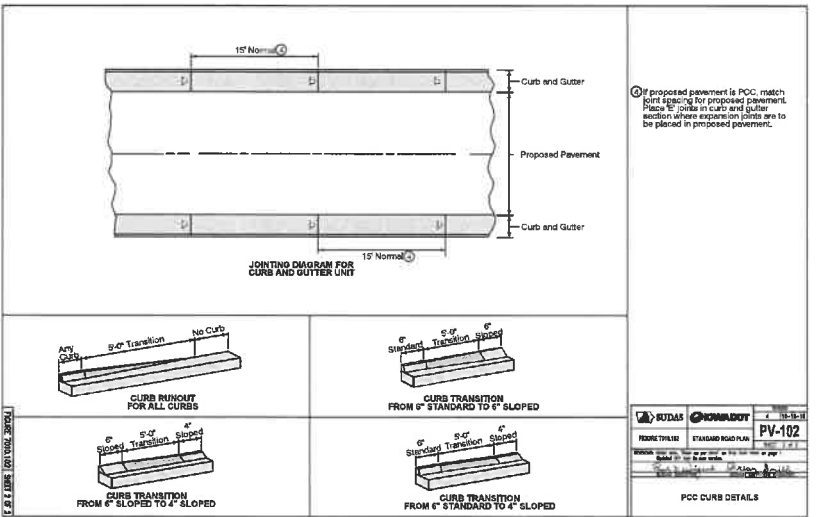 15' Normal ④
Curb and Gutter
Proposed Pavement
Curb and Gutter
15' Normal ④
JOINTING DIAGRAM FOR
CURB AND GUTTER UNIT
④ If proposed pavement is PCC, match
joint spacing for proposed pavement.
Place 'E' joints in curb and gutter
section where expansion joints are to
be placed in proposed pavement.
Any
Curb
5'-0" Transition
No Curb
CURB RUNOUT
FOR ALL CURBS
6"
Standard
5'-0"
Transition
6"
Sloped
CURB TRANSITION
FROM 6" STANDARD TO 6" SLOPED
6"
Sloped
5'-0"
Transition
4"
Sloped
CURB TRANSITION
FROM 6" SLOPED TO 4" SLOPED
6"
Standard
5'-0"
Transition
4"
Sloped
CURB TRANSITION
FROM 6" STANDARD TO 4" SLOPED
FIGURE 7010.102 SHEET 2 OF 2
SUDAS
IOWADOT
FIGURE 7010.102
STANDARD ROAD PLAN
PV-102
PCC CURB DETAILS